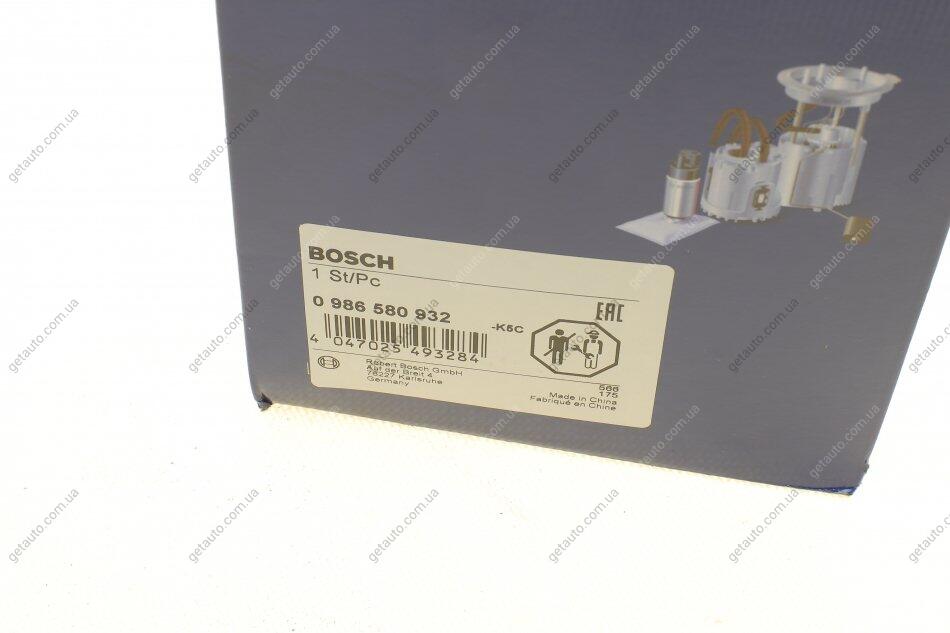 BOSCH
1 St/Pc
0 986 580 932
-K5C
EAC
4 047025 493284
Robert Bosch GmbH
Auf der Breit 4
76227 Karlsruhe
Germany
566
175
Made in China
Fabriqué en Chine
getauto.com.ua